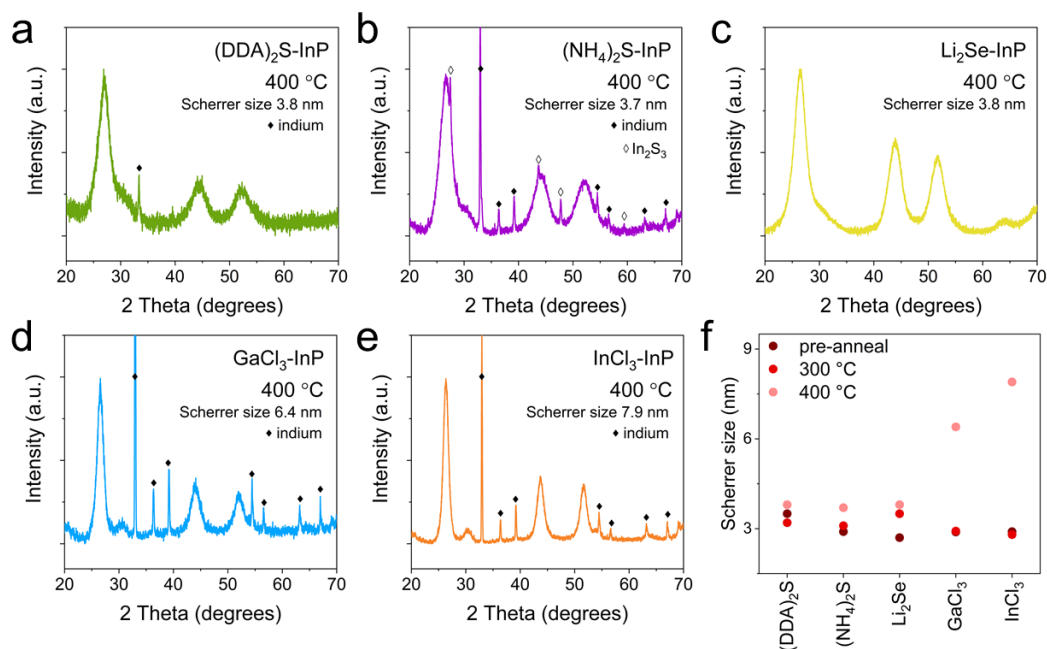 a
(DDA)₂S-InP
400 °C
Scherrer size 3.8 nm
♦ indium
Intensity (a.u.)
20 30 40 50 60 70
2 Theta (degrees)
b
(NH₄)₂S-InP
400 °C
Scherrer size 3.7 nm
♦ indium
◊ In₂S₃
Intensity (a.u.)
20 30 40 50 60 70
2 Theta (degrees)
c
Li₂Se-InP
400 °C
Scherrer size 3.8 nm
Intensity (a.u.)
20 30 40 50 60 70
2 Theta (degrees)
d
GaCl₃-InP
400 °C
Scherrer size 6.4 nm
♦ indium
Intensity (a.u.)
20 30 40 50 60 70
2 Theta (degrees)
e
InCl₃-InP
400 °C
Scherrer size 7.9 nm
♦ indium
Intensity (a.u.)
20 30 40 50 60 70
2 Theta (degrees)
f
pre-anneal
300 °C
400 °C
Scherrer size (nm)
9
6
3
(DDA)₂S
(NH₄)₂S
Li₂Se
GaCl₃
InCl₃